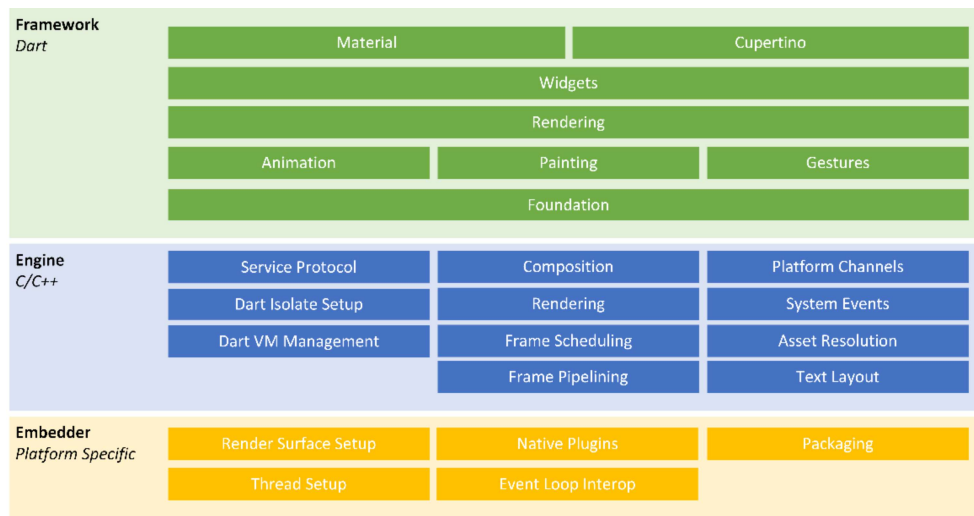 Framework
Dart
Material
Cupertino
Widgets
Rendering
Animation
Painting
Gestures
Foundation
Engine
C/C++
Service Protocol
Composition
Platform Channels
Dart Isolate Setup
Rendering
System Events
Dart VM Management
Frame Scheduling
Asset Resolution
Frame Pipelining
Text Layout
Embedder
Platform Specific
Render Surface Setup
Native Plugins
Packaging
Thread Setup
Event Loop Interop